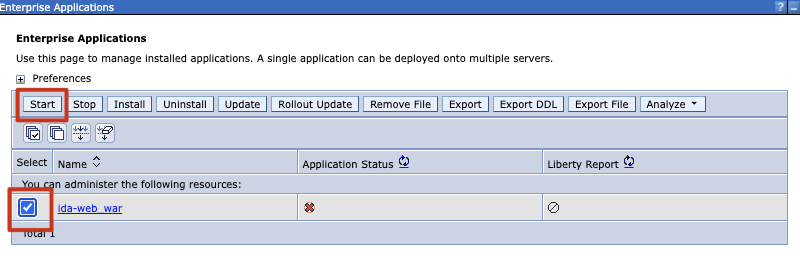 Enterprise Applications
Enterprise Applications
Use this page to manage installed applications. A single application can be deployed onto multiple servers.
Preferences
Start Stop Install Uninstall Update Rollout Update Remove File Export Export DDL Export File Analyze
Select Name Application Status Liberty Report
You can administer the following resources:
ida-web_war
Total 1